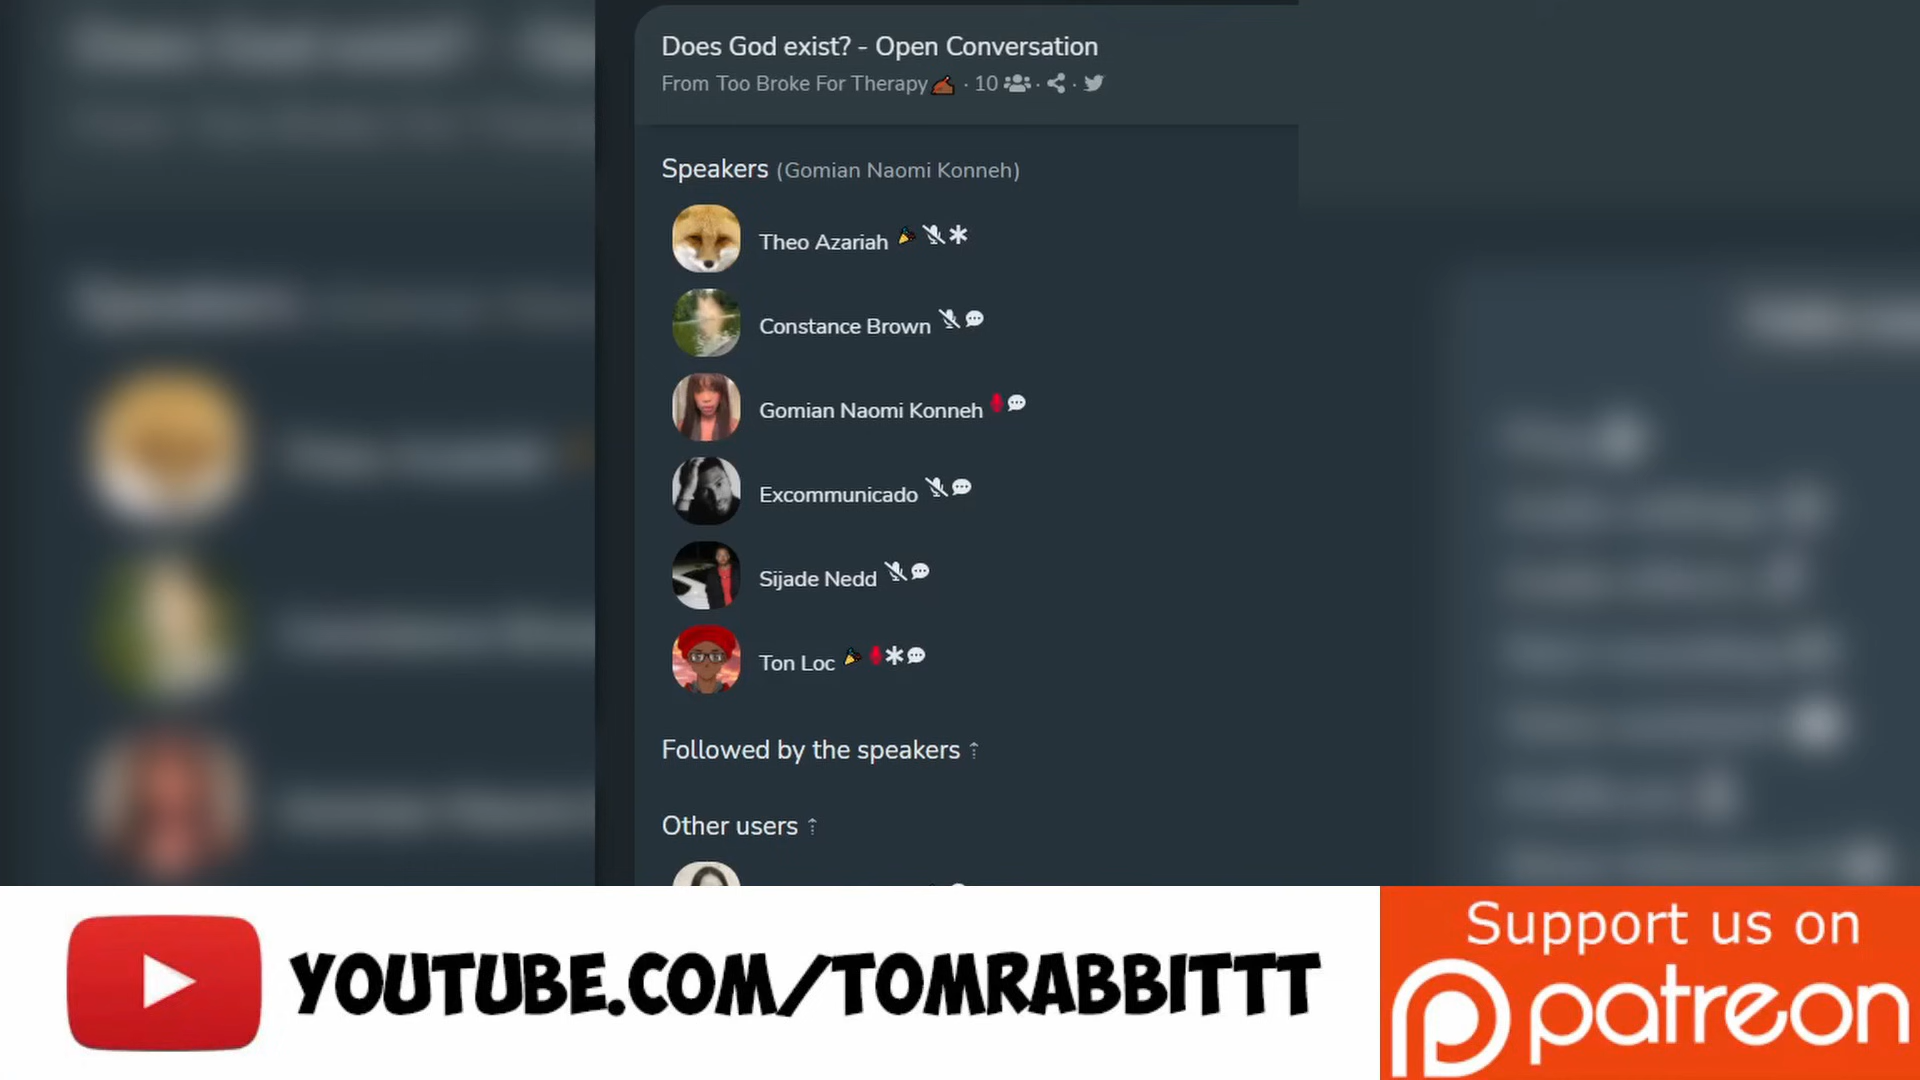 Does God exist? - Open Conversation
From Too Broke For Therapy · 10 · ·
Speakers (Gomian Naomi Konneh)
Theo Azariah
Constance Brown
Gomian Naomi Konneh
Excommunicado
Sijade Nedd
Ton Loc
Followed by the speakers
Other users
YOUTUBE.COM/TOMRABBITTT
Support us on
patreon